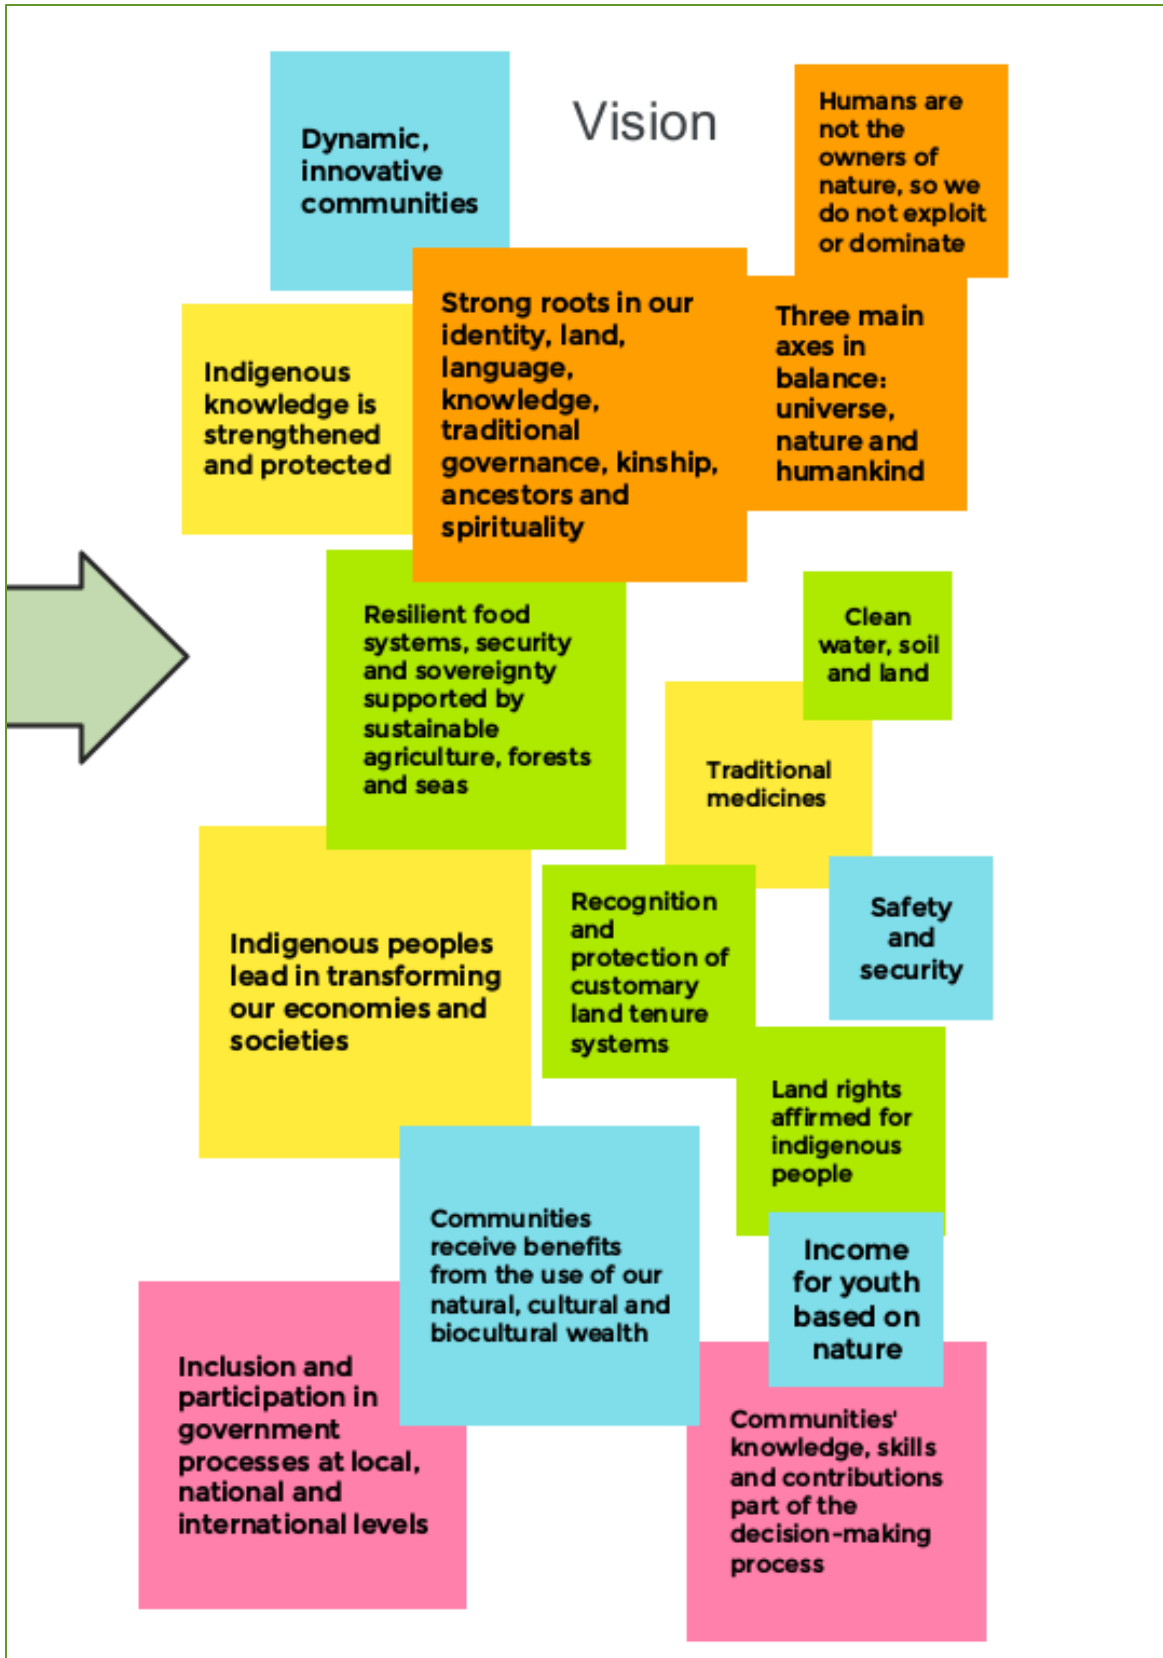 Vision
Dynamic,
innovative
communities
Humans are
not the
owners of
nature, so we
do not exploit
or dominate
Indigenous
knowledge is
strengthened
and protected
Strong roots in our
identity, land,
language,
knowledge,
traditional
governance, kinship,
ancestors and
spirituality
Three main
axes in
balance:
universe,
nature and
humankind
Resilient food
systems, security
and sovereignty
supported by
sustainable
agriculture, forests
and seas
Clean
water, soil
and land
Traditional
medicines
Indigenous peoples
lead in transforming
our economies and
societies
Recognition
and
protection of
customary
land tenure
systems
Safety
and
security
Land rights
affirmed for
indigenous
people
Communities
receive benefits
from the use of our
natural, cultural and
biocultural wealth
Income
for youth
based on
nature
Inclusion and
participation in
government
processes at local,
national and
international levels
Communities'
knowledge, skills
and contributions
part of the
decision-making
process